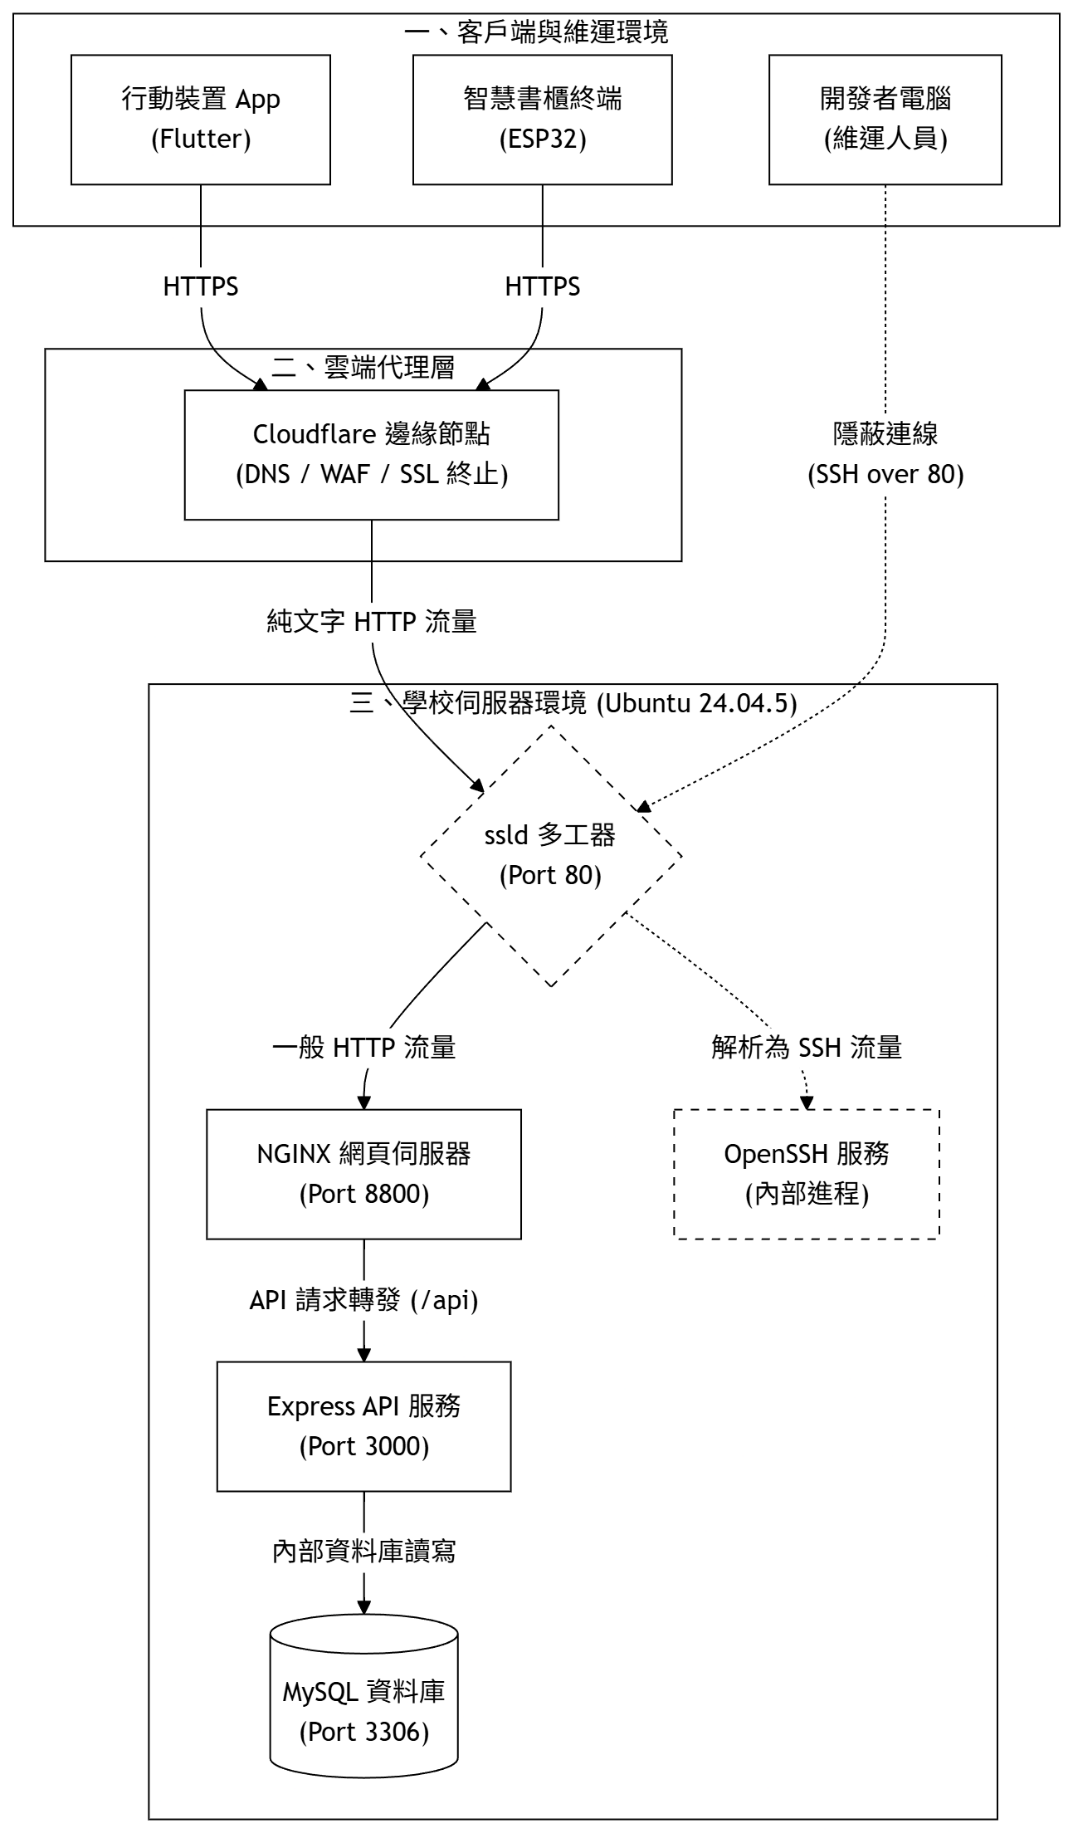 一、客戶端與維運環境
行動裝置 App
(Flutter)
智慧書櫃終端
(ESP32)
開發者電腦
(維運人員)
HTTPS
HTTPS
二、雲端代理層
Cloudflare 邊緣節點
(DNS / WAF / SSL 終止)
隱蔽連線
(SSH over 80)
純文字 HTTP 流量
三、學校伺服器環境 (Ubuntu 24.04.5)
ssld 多工器
(Port 80)
一般 HTTP 流量
解析為 SSH 流量
NGINX 網頁伺服器
(Port 8800)
OpenSSH 服務
(內部進程)
API 請求轉發 (/api)
Express API 服務
(Port 3000)
內部資料庫讀寫
MySQL 資料庫
(Port 3306)